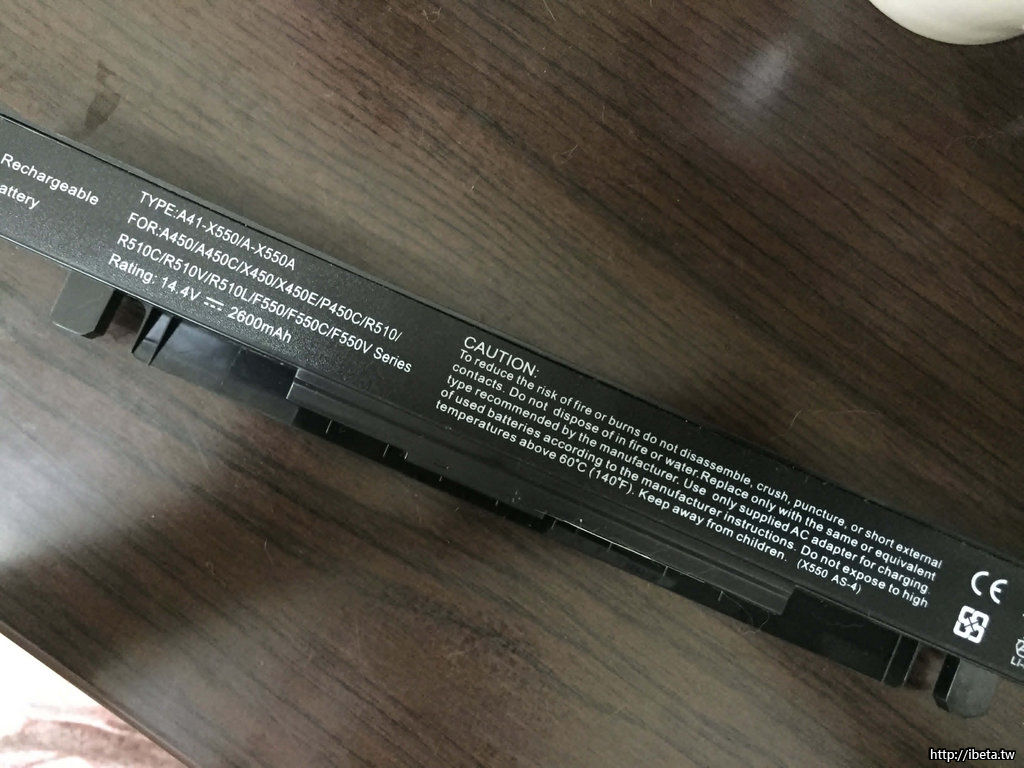 Rechargeable
attery
TYPE:A41-X550/A-X550A
FOR:A450/A450C/X450/X450E/P450C/R510/
R510C/R510V/R510L/F550/F550C/F550V Series
Rating: 14.4V ⎓ 2600mAh
CAUTION:
To reduce the risk of fire or burns do not disassemble, crush, puncture, or short external
contacts. Do not dispose of in fire or water. Replace only with the same or equivalent
type recommended by the manufacturer. Use only supplied AC adapter for charging.
of used batteries according to the manufacturer instructions. Do not expose to high
temperatures above 60℃ (140℉). Keep away from children. (X550 AS-4)
CE
Li-
http://ibeta.tw